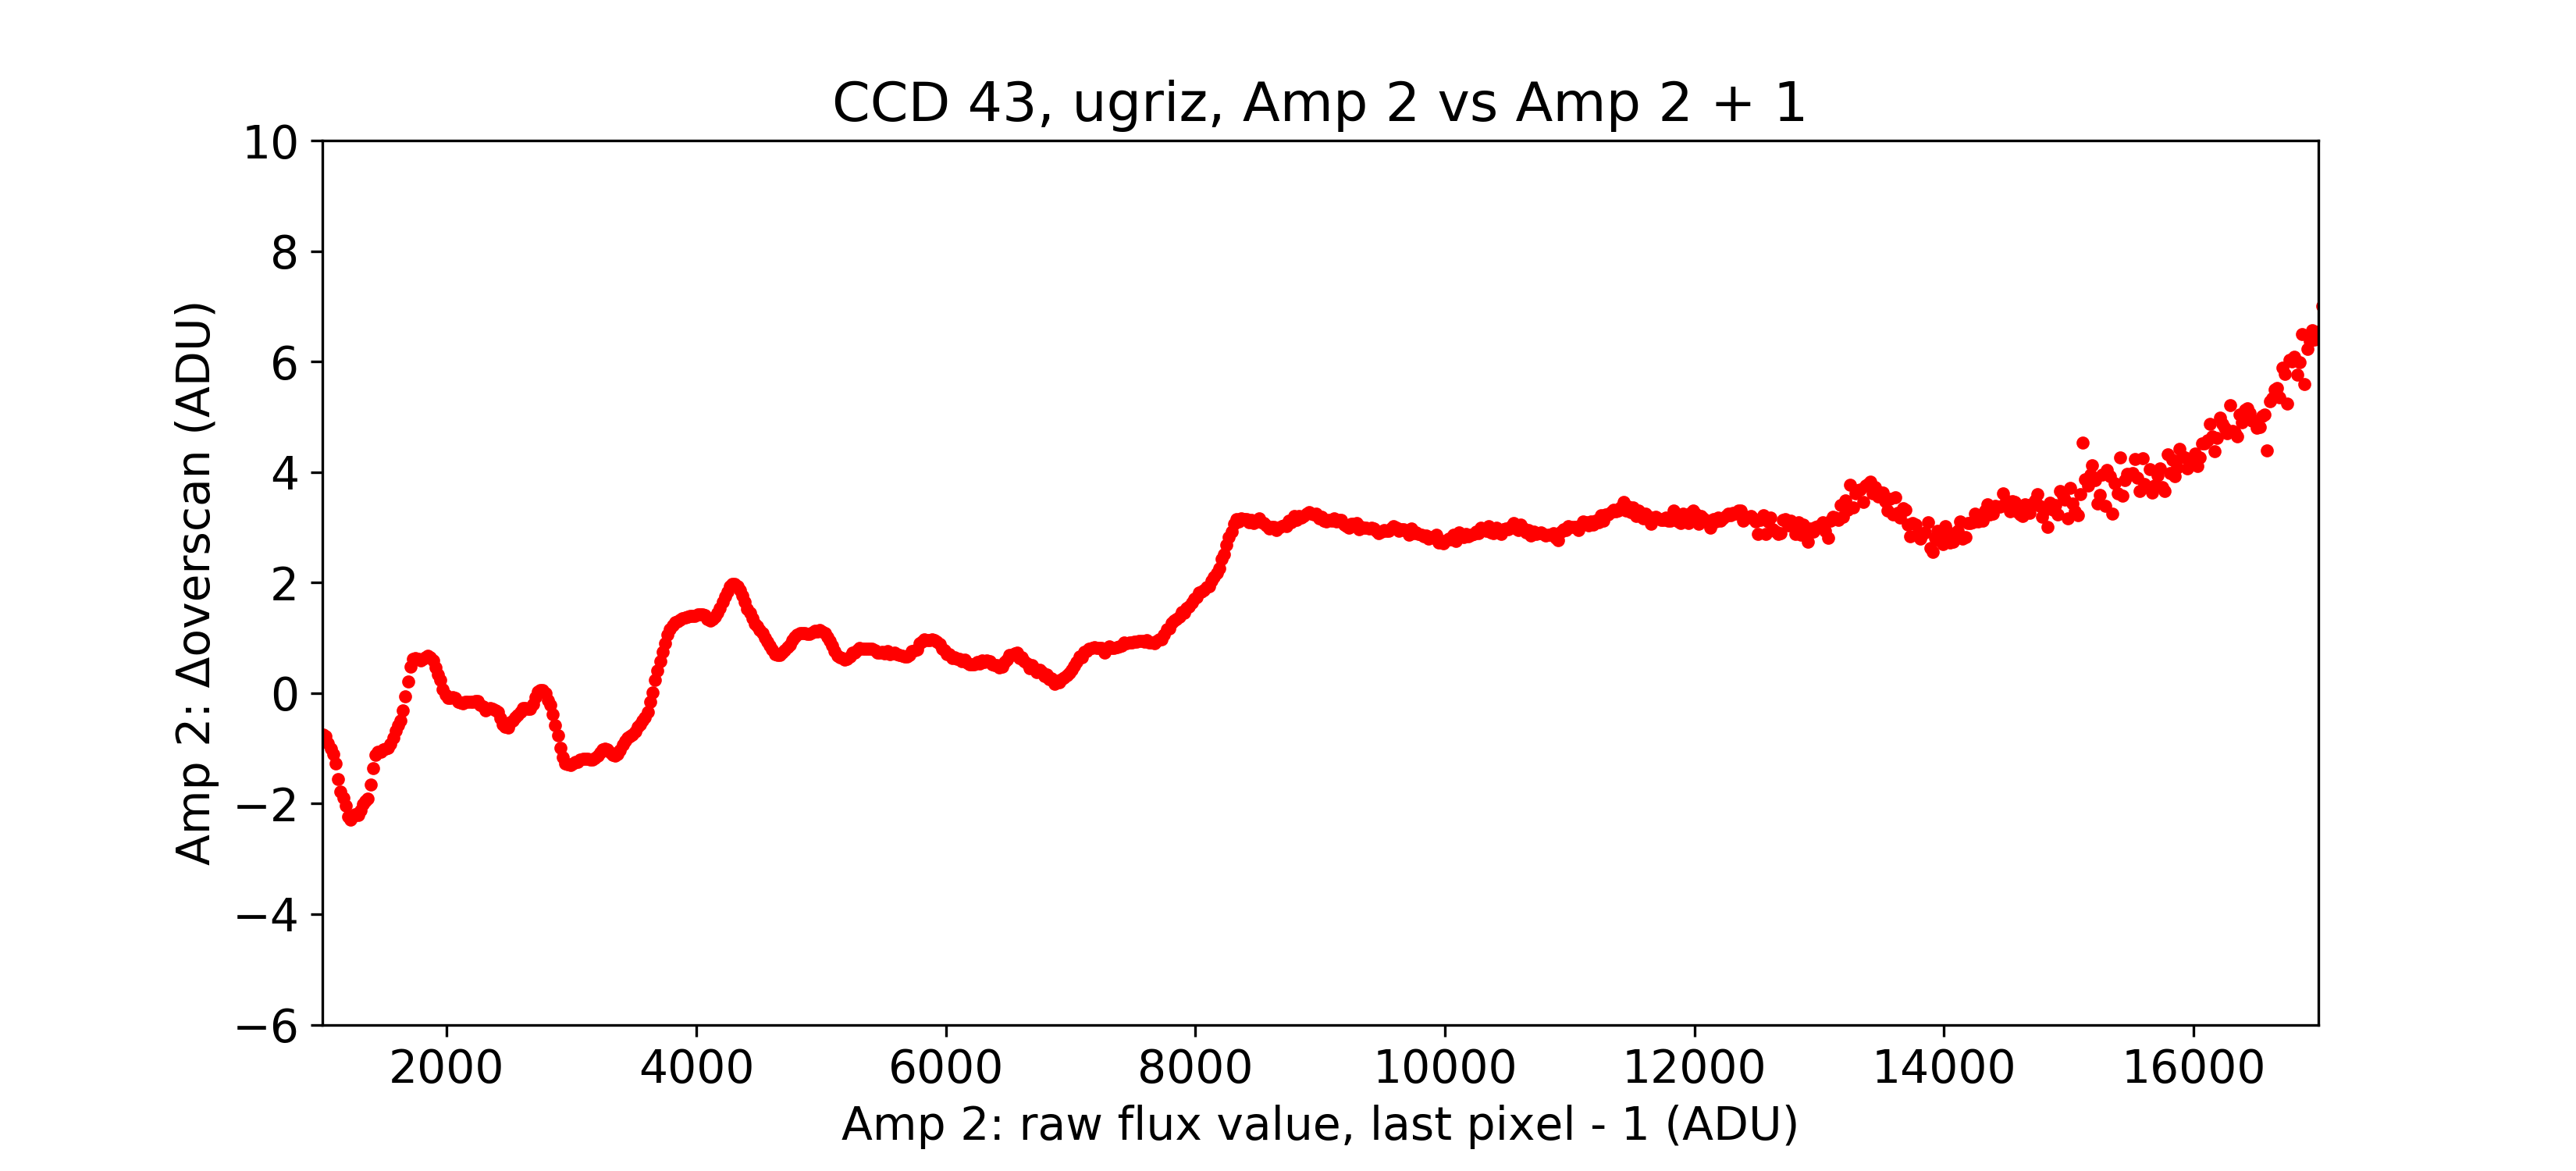 CCD 43, ugriz, Amp 2 vs Amp 2 + 1
10
8
6
4
2
0
−2
−4
−6
Amp 2: Δoverscan (ADU)
2000 4000 6000 8000 10000 12000 14000 16000
Amp 2: raw flux value, last pixel - 1 (ADU)